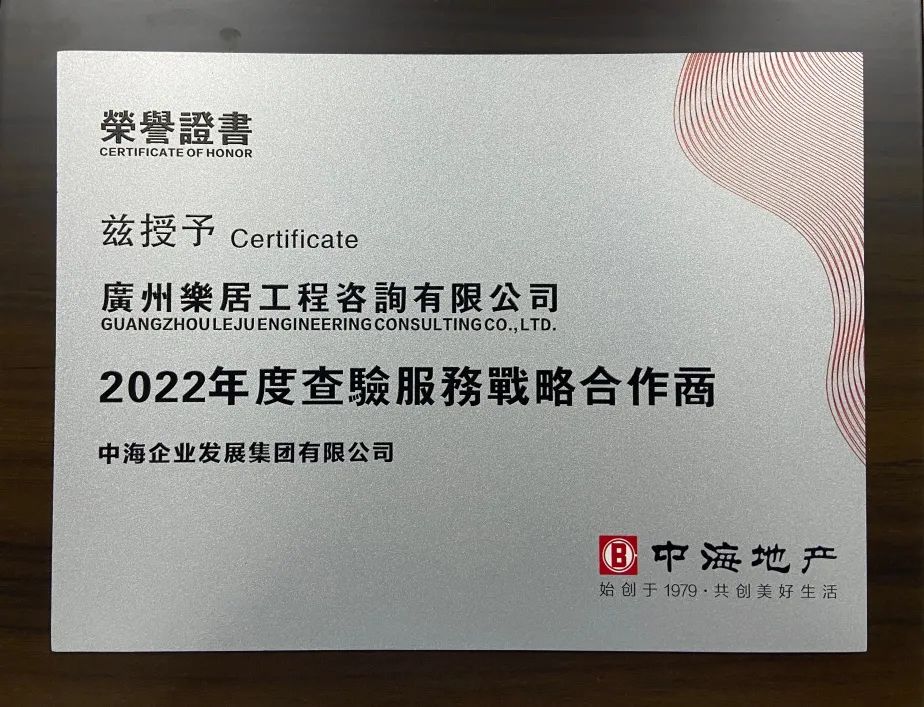 榮譽證書
CERTIFICATE OF HONOR
兹授予 Certificate
廣州樂居工程咨詢有限公司
GUANGZHOU LEJU ENGINEERING CONSULTING CO., LTD.
2022年度查驗服務戰略合作商
中海企业发展集团有限公司
B 中海地产
始创于1979·共创美好生活